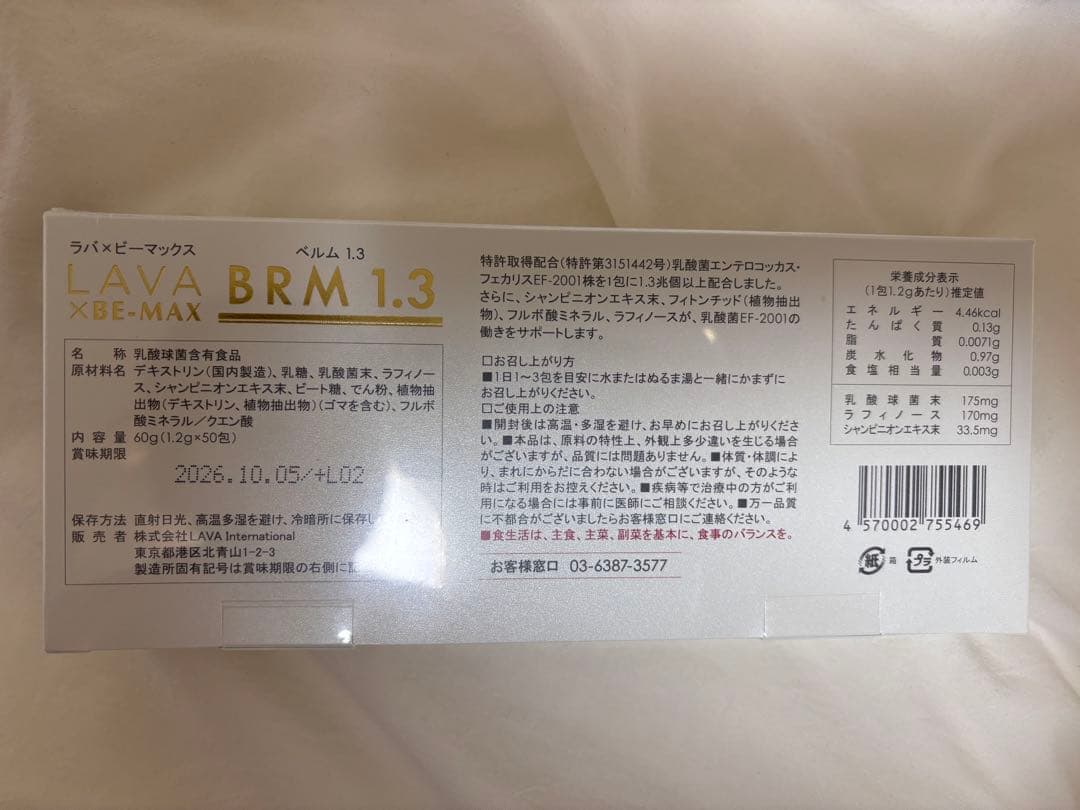 ラバ×ビーマックス
LAVA
×BE-MAX
ベルム 1.3
BRM 1.3
名　称　乳酸球菌含有食品
原材料名　デキストリン(国内製造)、乳糖、乳酸菌末、ラフィノー
ス、シャンピニオンエキス末、ビート糖、でん粉、植物抽
出物(デキストリン、植物抽出物)(ゴマを含む)、フルボ
酸ミネラル／クエン酸
内 容 量　60g(1.2g×50包)
賞味期限
2026.10.05/+L02
保存方法　直射日光、高温多湿を避け、冷暗所に保存し
販 売 者　株式会社LAVA International
東京都港区北青山1-2-3
製造所固有記号は賞味期限の右側に記
特許取得配合(特許第3151442号)乳酸菌エンテロコッカス・
フェカリスEF-2001株を1包に1.3兆個以上配合しました。
さらに、シャンピニオンエキス末、フィトンチッド(植物抽出
物)、フルボ酸ミネラル、ラフィノースが、乳酸菌EF-2001の
働きをサポートします。
□お召し上がり方
■1日1〜3包を目安に水またはぬるま湯と一緒にかまずに
お召し上がりください。
□ご使用上の注意
■開封後は高温・多湿を避け、お早めにお召し上がりくださ
い。■本品は、原料の特性上、外観上多少違いを生じる場合
がございますが、品質には問題ありません。■体質・体調によ
り、まれにからだに合わない場合がございますが、そのような
時はご利用をお控えください。■疾病等で治療中の方がご利
用になる場合には事前に医師にご相談ください。■万一品質
に不都合がございましたらお客様窓口にご連絡ください。
■食生活は、主食、主菜、副菜を基本に、食事のバランスを。
お客様窓口　03-6387-3577
栄養成分表示
(1包1.2gあたり)推定値
エネルギー　4.46kcal
たんぱく質　0.13g
脂　　　質　0.0071g
炭 水 化 物　0.97g
食塩相当量　0.003g
乳 酸 球 菌 末　175mg
ラフィノース　170mg
シャンピニオンエキス末　33.5mg
4 570002 755469
紙 箱
プラ 外装フィルム